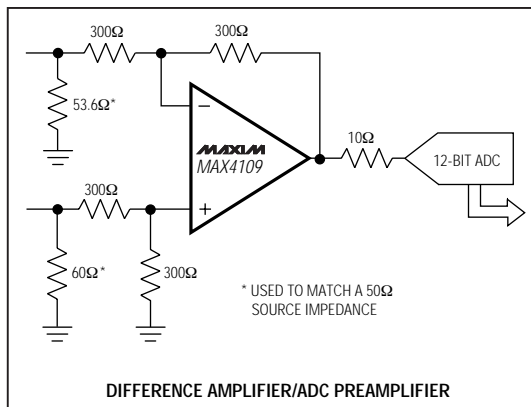 300Ω
300Ω
53.6Ω*
−
MAXIM
MAX4109
10Ω
12-BIT ADC
300Ω
+
60Ω*
300Ω
* USED TO MATCH A 50Ω
SOURCE IMPEDANCE
DIFFERENCE AMPLIFIER/ADC PREAMPLIFIER